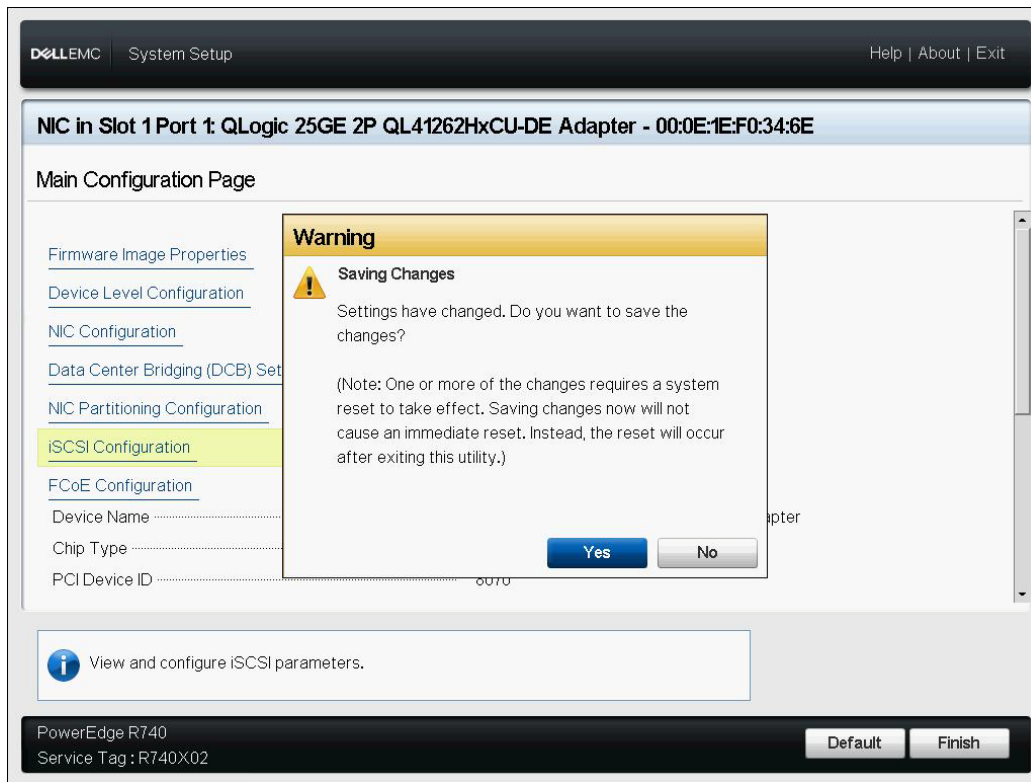 DELLEMC System Setup Help | About | Exit
NIC in Slot 1 Port 1: QLogic 25GE 2P QL41262HxCU-DE Adapter - 00:0E:1E:F0:34:6E
Main Configuration Page
Firmware Image Properties
Device Level Configuration
NIC Configuration
Data Center Bridging (DCB) Set
NIC Partitioning Configuration
iSCSI Configuration
FCoE Configuration
Device Name
Chip Type
PCI Device ID 8070
Warning
Saving Changes
Settings have changed. Do you want to save the
changes?
(Note: One or more of the changes requires a system
reset to take effect. Saving changes now will not
cause an immediate reset. Instead, the reset will occur
after exiting this utility.)
Yes No
apter
View and configure iSCSI parameters.
PowerEdge R740
Service Tag : R740X02
Default Finish